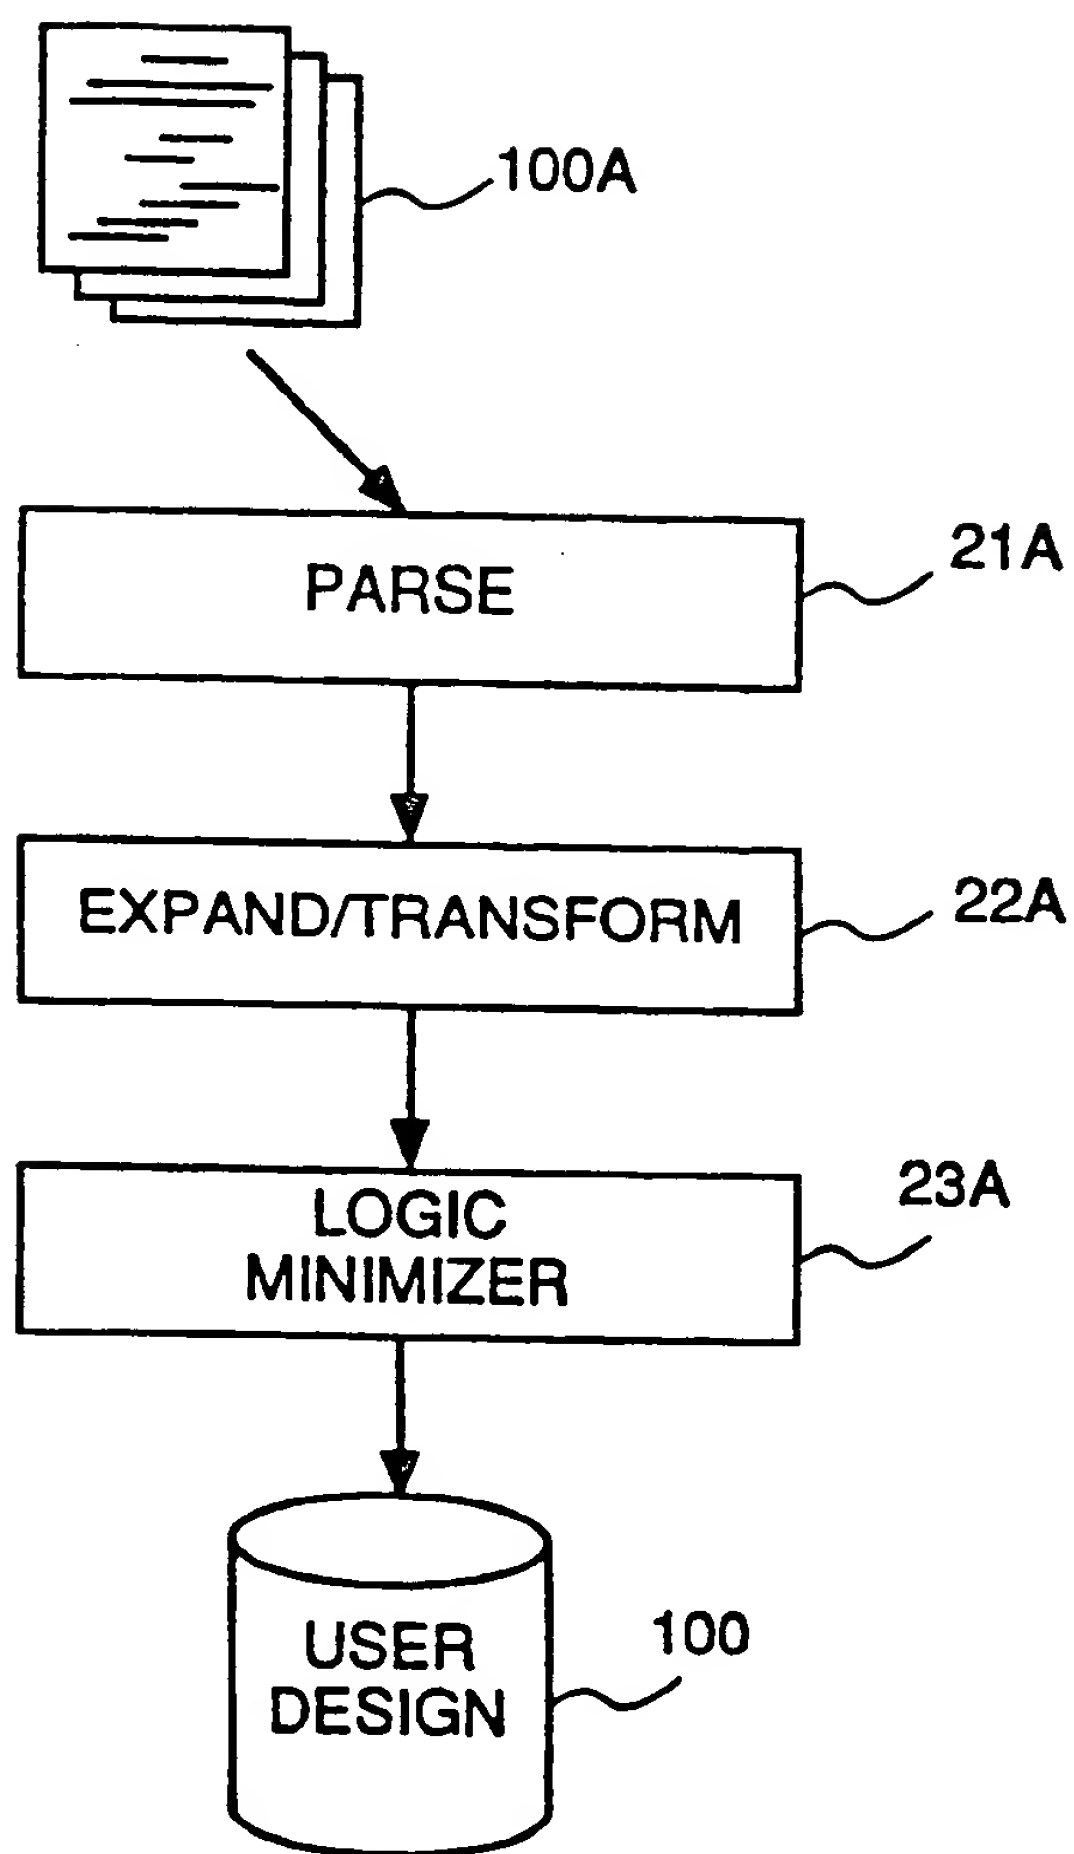 100A
PARSE
21A
EXPAND/TRANSFORM
22A
LOGIC
MINIMIZER
23A
USER
DESIGN
100